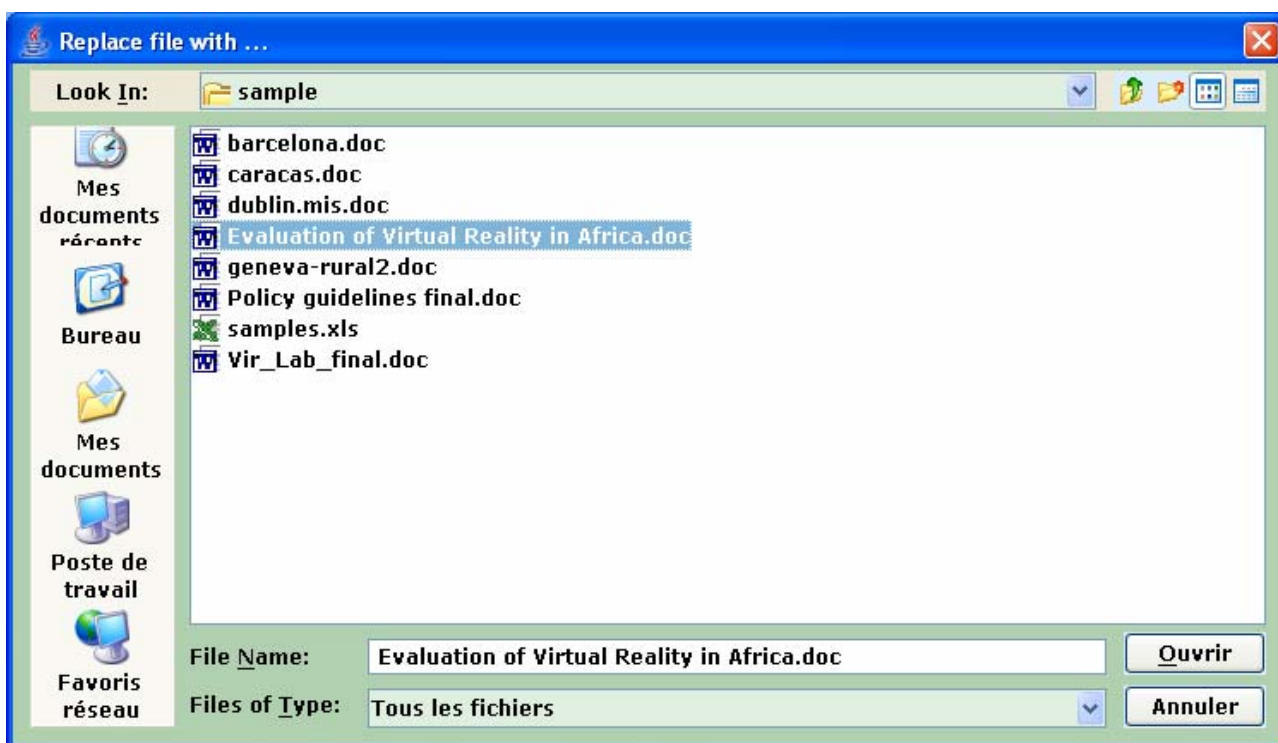 Replace file with ...
Look In:
sample
Mes
documents
récents
Bureau
Mes
documents
Poste de
travail
Favoris
réseau
barcelona.doc
caracas.doc
dublin.mis.doc
Evaluation of Virtual Reality in Africa.doc
geneva-rural2.doc
Policy guidelines final.doc
samples.xls
Vir_Lab_final.doc
File Name:
Evaluation of Virtual Reality in Africa.doc
Ouvrir
Files of Type:
Tous les fichiers
Annuler